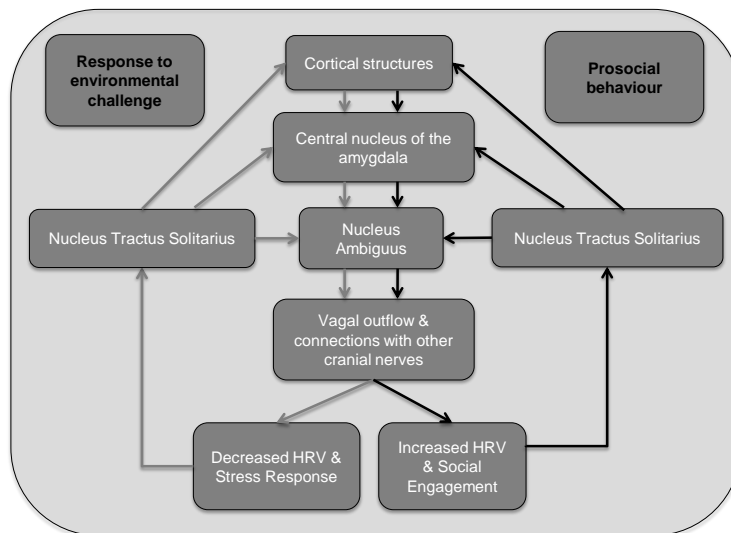 Response to
environmental
challenge
Cortical structures
Prosocial
behaviour
Central nucleus of the
amygdala
Nucleus Tractus Solitarius
Nucleus
Ambiguus
Nucleus Tractus Solitarius
Vagal outflow &
connections with other
cranial nerves
Decreased HRV &
Stress Response
Increased HRV
& Social
Engagement